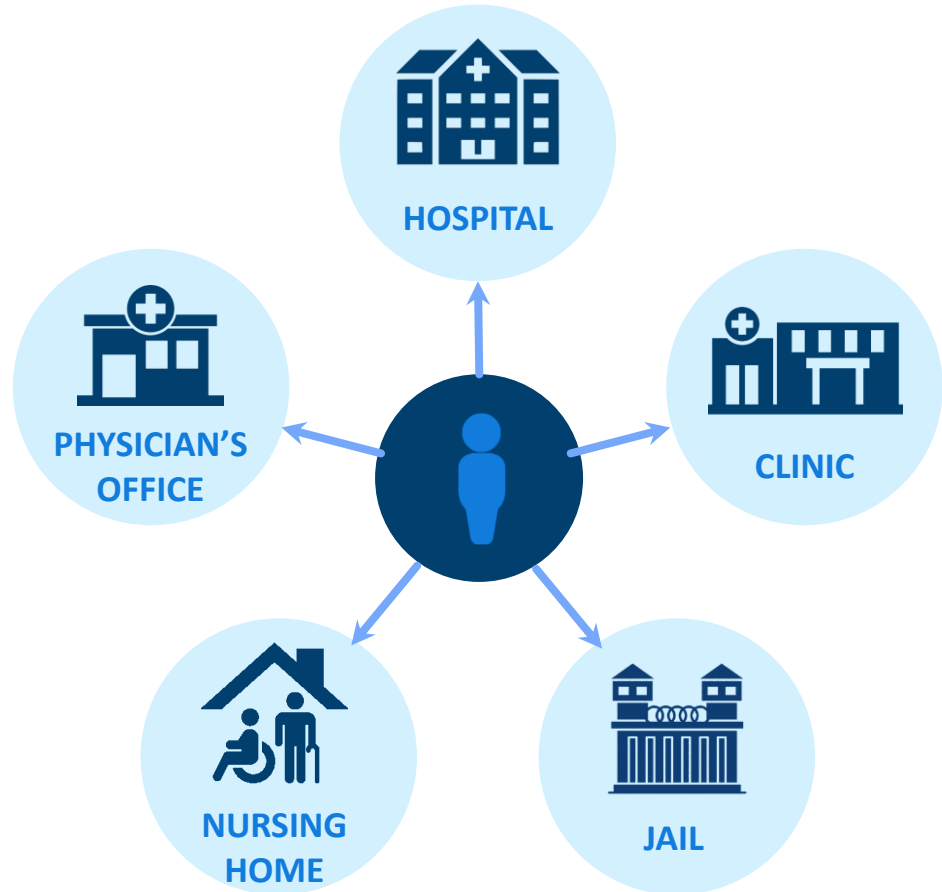 HOSPITAL
PHYSICIAN'S
OFFICE
CLINIC
NURSING
HOME
JAIL